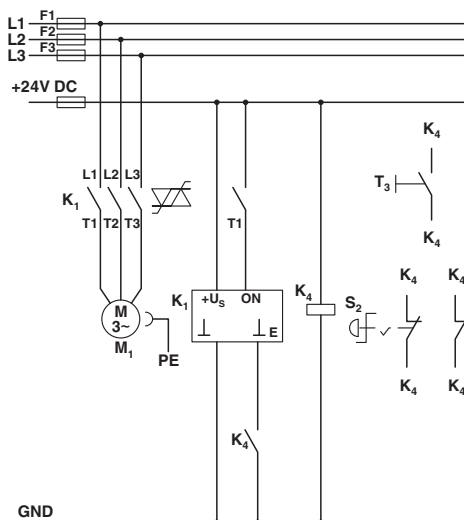 L1 F1
L2 F2
L3 F3
+24V DC
L1 L2 L3
K1
T1 T2 T3
T1
K4
T3
K4
K1 +US ON
E
K4
S2
K4 K4
K4 K4
M
3~
M1
PE
K4
GND